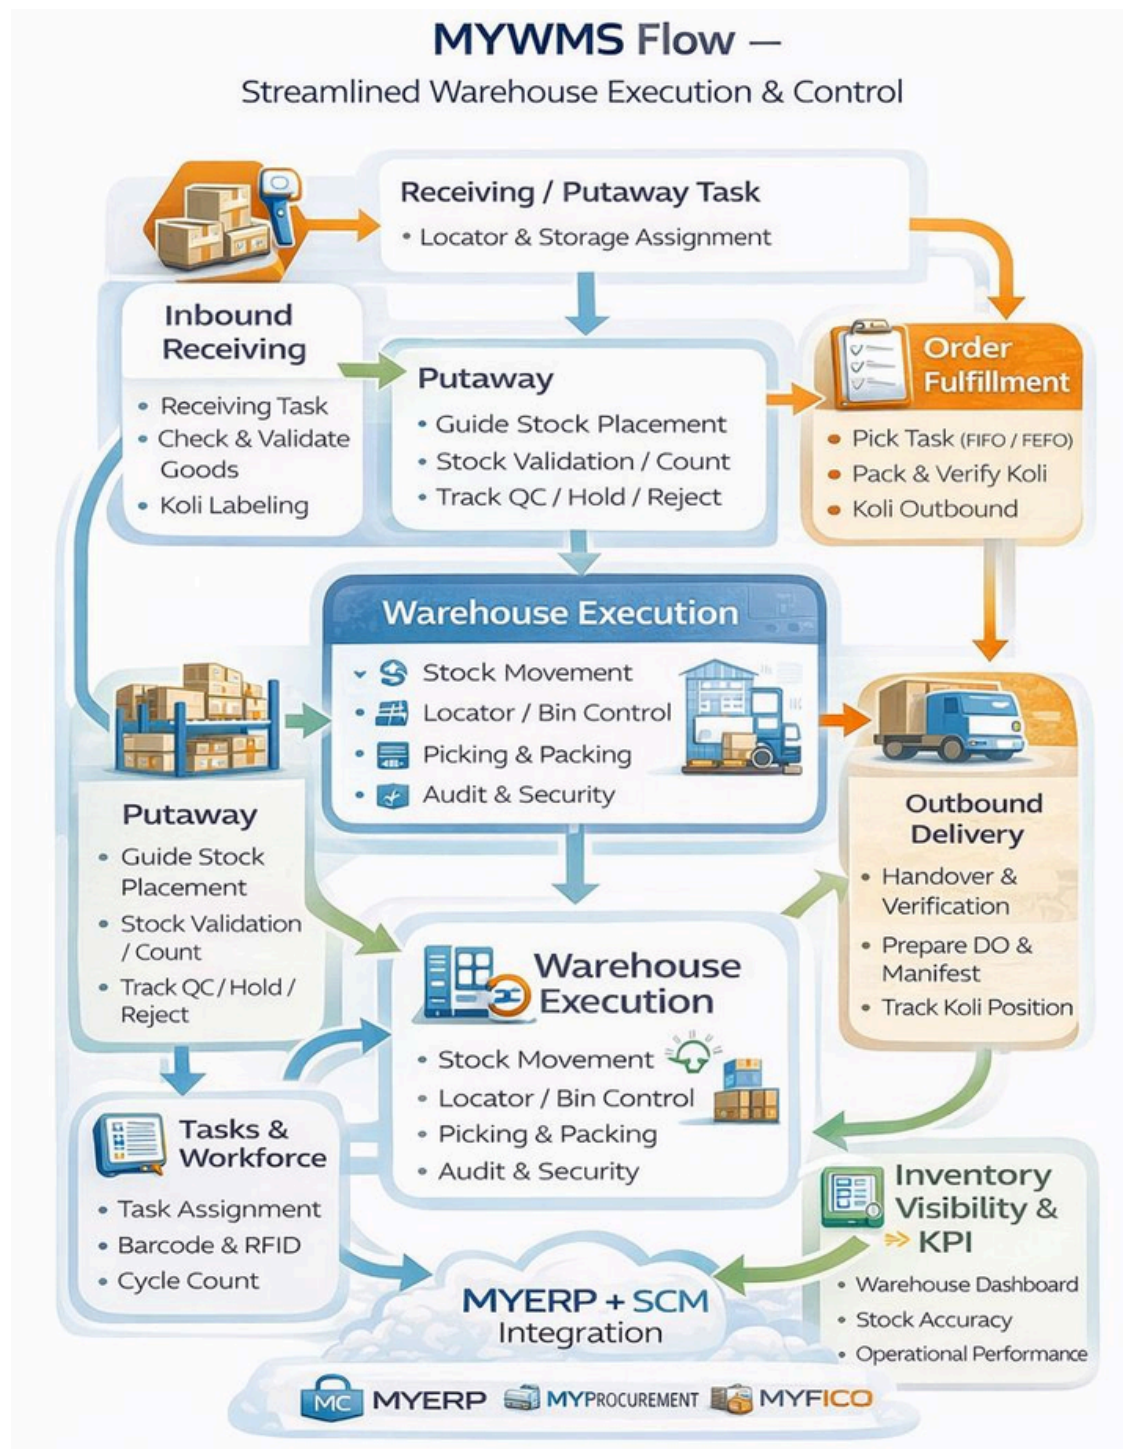 MYWMS Flow —
Streamlined Warehouse Execution & Control
Receiving / Putaway Task
• Locator & Storage Assignment
Inbound
Receiving
• Receiving Task
• Check & Validate
Goods
• Koli Labeling
Putaway
• Guide Stock Placement
• Stock Validation / Count
• Track QC / Hold / Reject
Order
Fulfillment
• Pick Task (FIFO / FEFO)
• Pack & Verify Koli
• Koli Outbound
Warehouse Execution
Stock Movement
• Locator / Bin Control
• Picking & Packing
• Audit & Security
Putaway
• Guide Stock
Placement
• Stock Validation
/ Count
• Track QC / Hold /
Reject
Outbound
Delivery
• Handover &
Verification
• Prepare DO &
Manifest
• Track Koli Position
Warehouse
Execution
• Stock Movement
• Locator / Bin Control
• Picking & Packing
• Audit & Security
Tasks &
Workforce
• Task Assignment
• Barcode & RFID
• Cycle Count
Inventory
Visibility &
KPI
• Warehouse Dashboard
• Stock Accuracy
• Operational Performance
MYERP + SCM
Integration
MC MYERP MYPROCUREMENT MYFICO